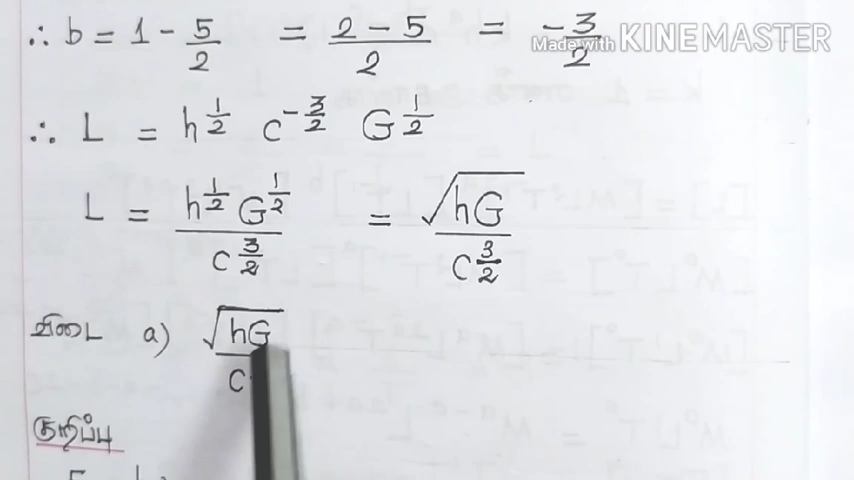 ∴ b = 1 - 5/2 = 2 - 5/2 = -3/2
Made with KINEMASTER
∴ L = h^1/2 c^-3/2 G^1/2
L = h^1/2 G^1/2 / c^3/2 = √hG / c^3/2
விடை a) √hG / c
குறிப்பு